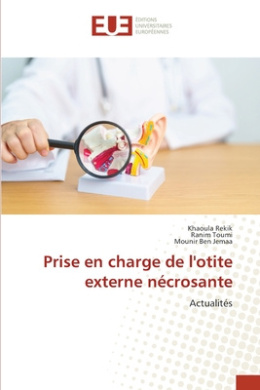 EUE
ÉDITIONS
UNIVERSITAIRES
EUROPÉENNES
Khaoula Rekik
Ranim Toumi
Mounir Ben Jemaa
Prise en charge de l'otite
externe nécrosante
Actualités